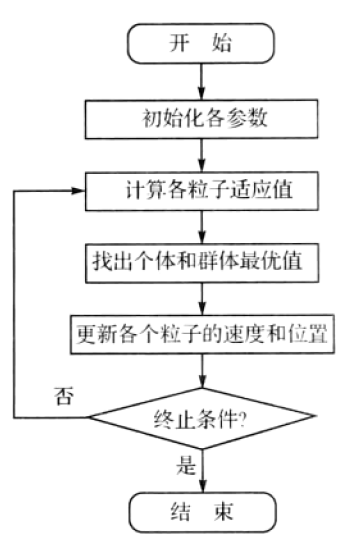 开 始
初始化各参数
计算各粒子适应值
找出个体和群体最优值
更新各个粒子的速度和位置
否
终止条件?
是
结 束